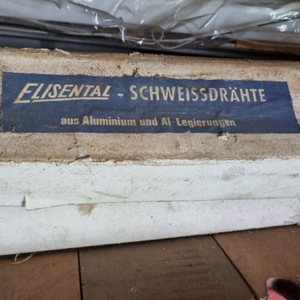 ELISENTAL - SCHWEISSDRÄHTE
aus Aluminium und Al-Legierungen